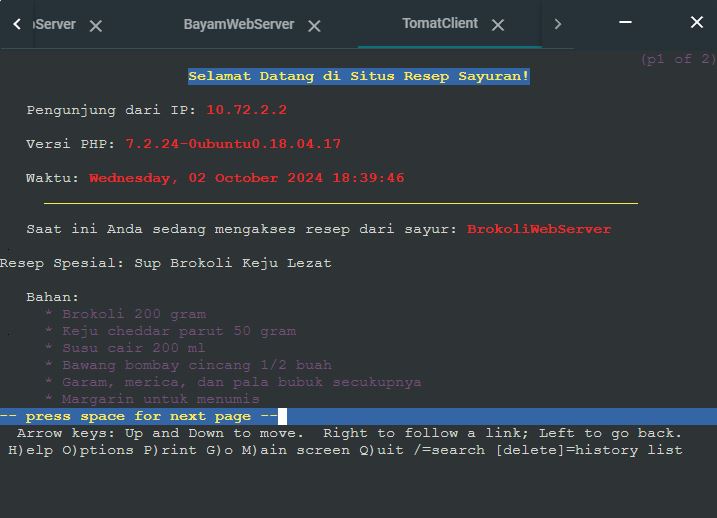 Server
BayamWebServer
TomatClient
(p1 of 2)
Selamat Datang di Situs Resep Sayuran!
Pengunjung dari IP: 10.72.2.2
Versi PHP: 7.2.24-0ubuntu0.18.04.17
Waktu: Wednesday, 02 October 2024 18:39:46
Saat ini Anda sedang mengakses resep dari sayur: BrokoliWebServer
Resep Spesial: Sup Brokoli Keju Lezat
Bahan:
* Brokoli 200 gram
* Keju cheddar parut 50 gram
* Susu cair 200 ml
* Bawang bombay cincang 1/2 buah
* Garam, merica, dan pala bubuk secukupnya
* Margarin untuk menumis
-- press space for next page --
Arrow keys: Up and Down to move.  Right to follow a link; Left to go back.
H)elp O)ptions P)rint G)o M)ain screen Q)uit /=search [delete]=history list